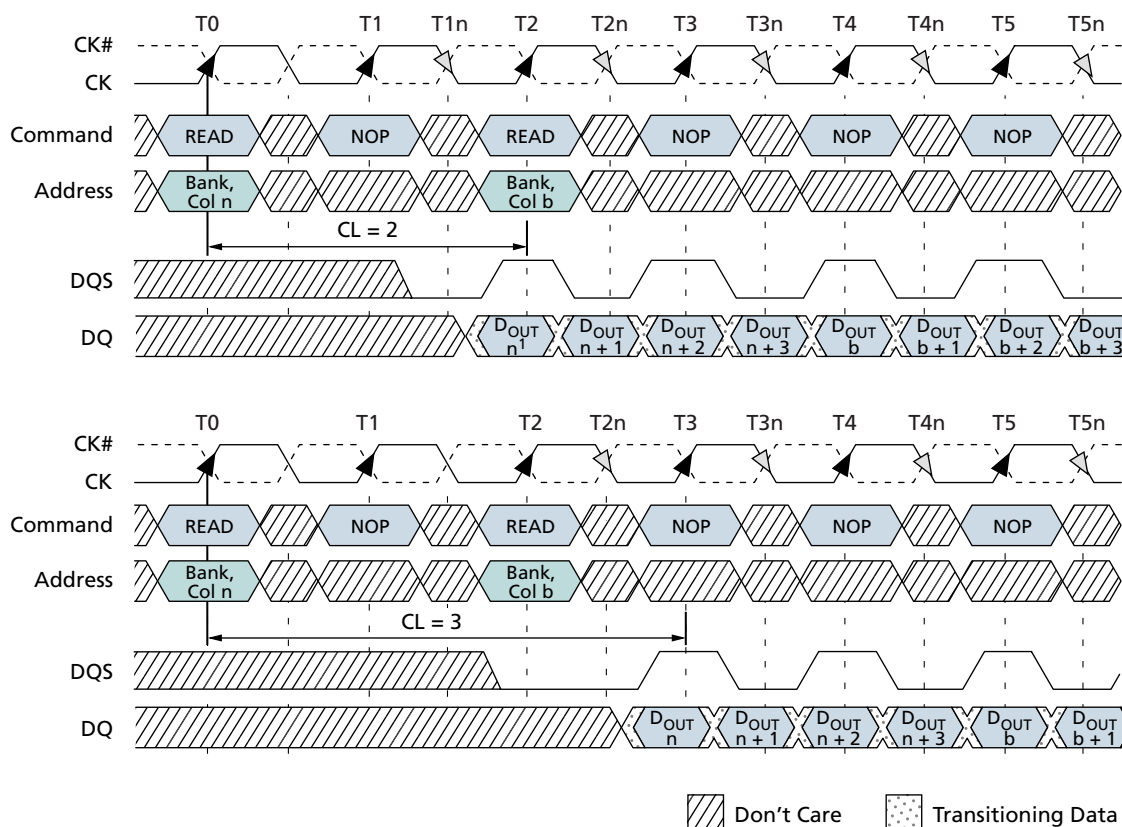 T0 T1 T1n T2 T2n T3 T3n T4 T4n T5 T5n
CK#
CK
Command READ NOP READ NOP NOP NOP
Address Bank, Col n Bank, Col b
CL = 2
DQS
DQ DOUT n¹ DOUT n + 1 DOUT n + 2 DOUT n + 3 DOUT b DOUT b + 1 DOUT b + 2 DOUT b + 3
T0 T1 T2 T2n T3 T3n T4 T4n T5 T5n
CK#
CK
Command READ NOP READ NOP NOP NOP
Address Bank, Col n Bank, Col b
CL = 3
DQS
DQ DOUT n DOUT n + 1 DOUT n + 2 DOUT n + 3 DOUT b DOUT b + 1
Don't Care Transitioning Data